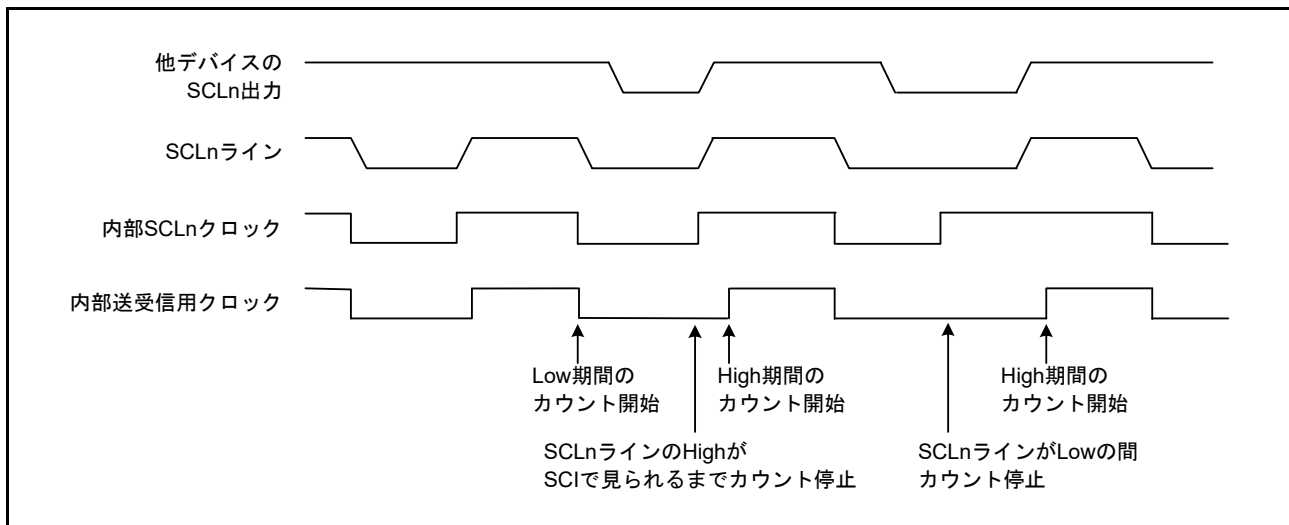 他デバイスの
SCLn出力
SCLnライン
内部SCLnクロック
内部送受信用クロック
Low期間の
カウント開始
High期間の
カウント開始
High期間の
カウント開始
SCLnラインのHighが
SCIで見られるまでカウント停止
SCLnラインがLowの間
カウント停止